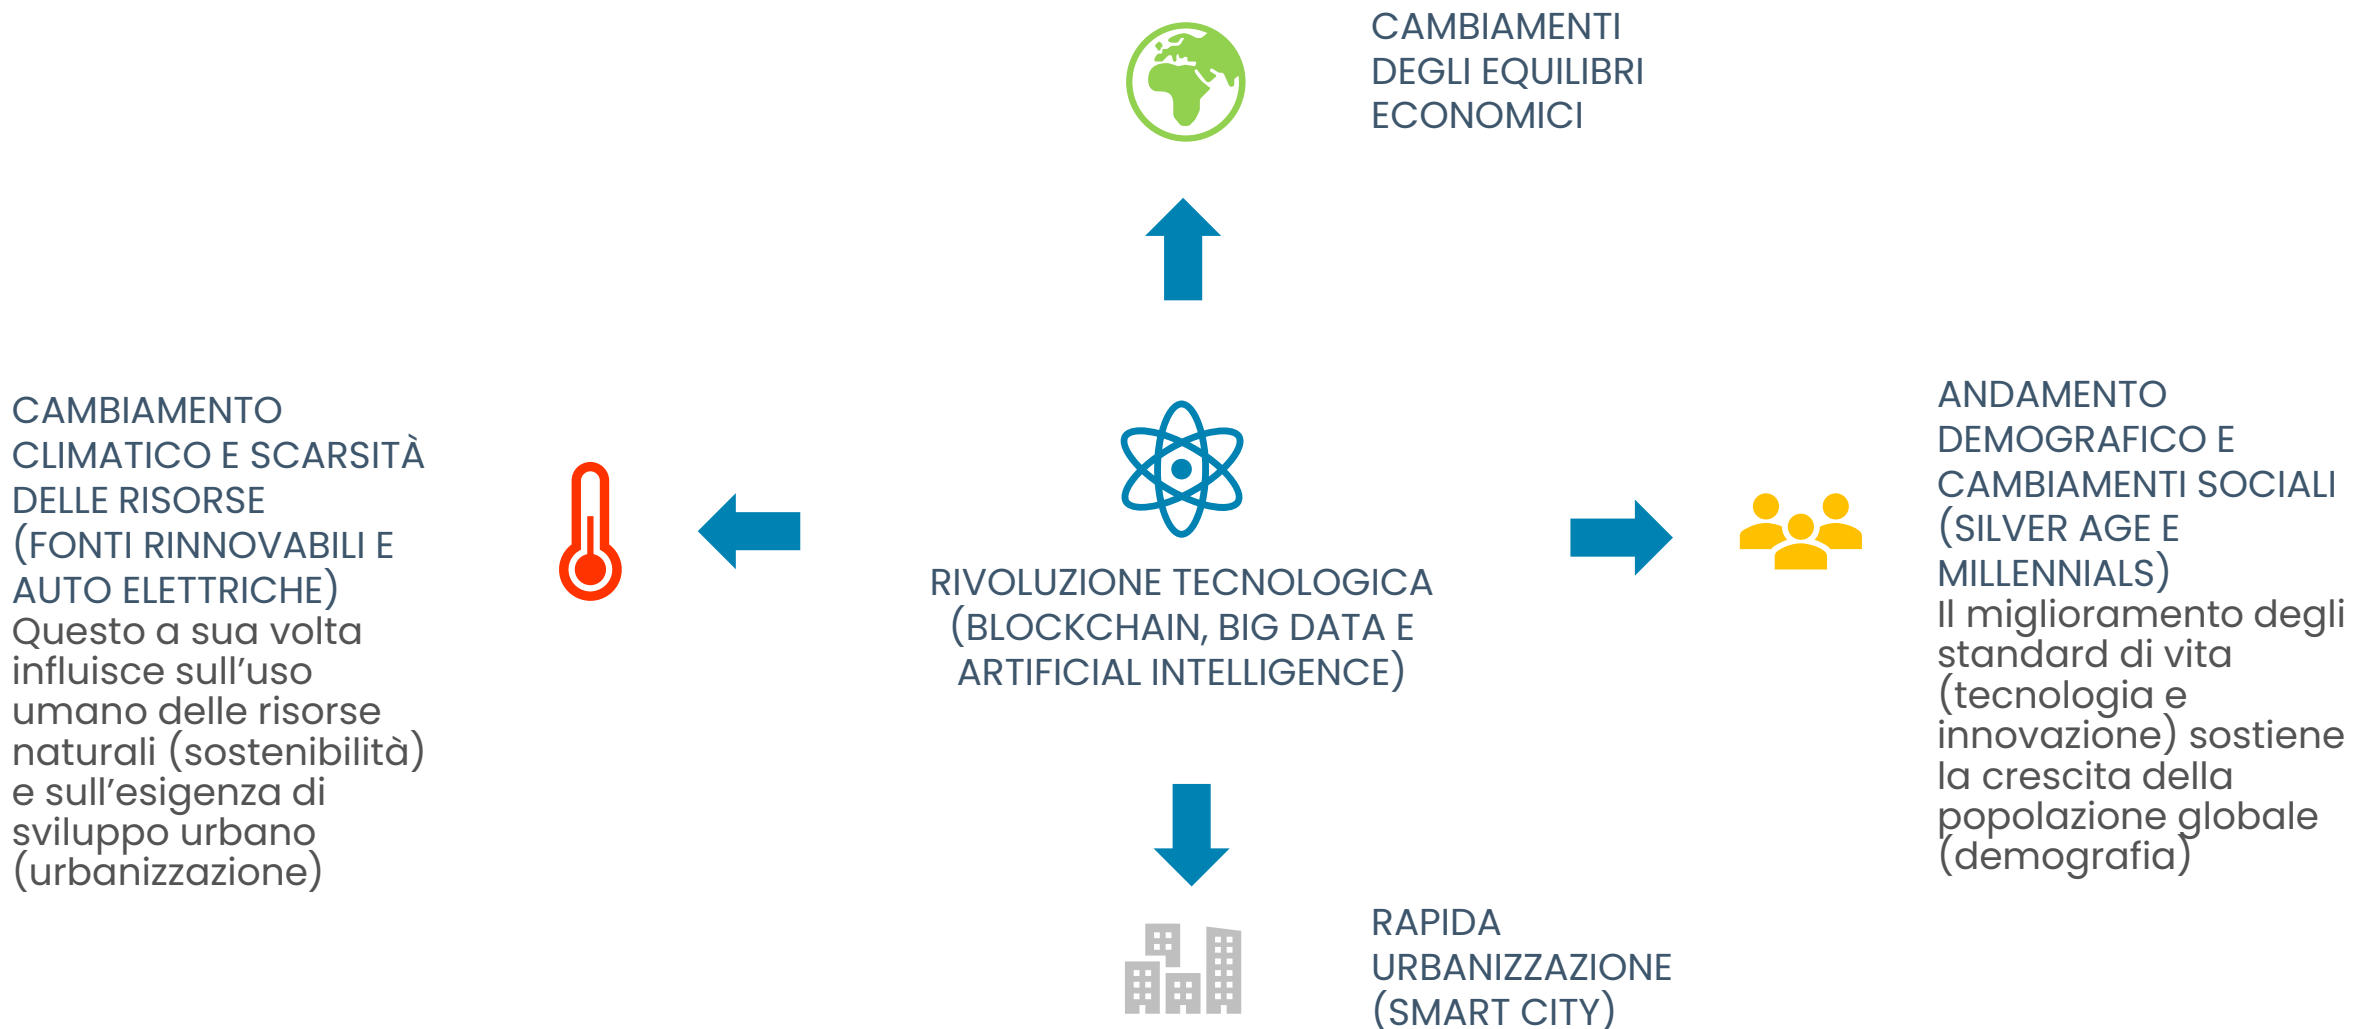 CAMBIAMENTI
DEGLI EQUILIBRI
ECONOMICI
CAMBIAMENTO
CLIMATICO E SCARSITÀ
DELLE RISORSE
(FONTI RINNOVABILI E
AUTO ELETTRICHE)
Questo a sua volta
influisce sull’uso
umano delle risorse
naturali (sostenibilità)
e sull’esigenza di
sviluppo urbano
(urbanizzazione)
RIVOLUZIONE TECNOLOGICA
(BLOCKCHAIN, BIG DATA E
ARTIFICIAL INTELLIGENCE)
ANDAMENTO
DEMOGRAFICO E
CAMBIAMENTI SOCIALI
(SILVER AGE E
MILLENNIALS)
Il miglioramento degli
standard di vita
(tecnologia e
innovazione) sostiene
la crescita della
popolazione globale
(demografia)
RAPIDA
URBANIZZAZIONE
(SMART CITY)